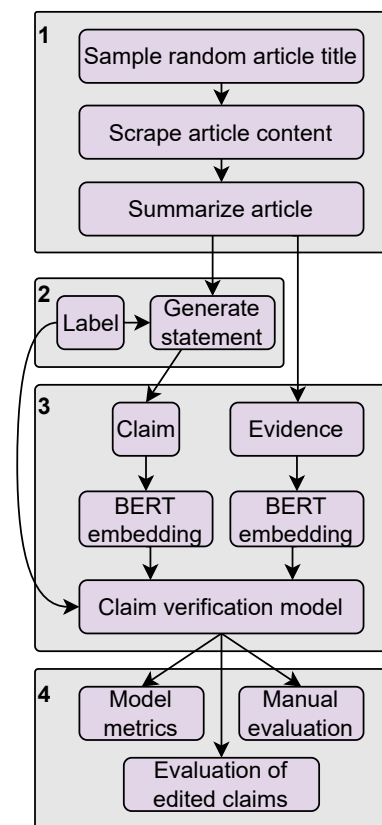 1
Sample random article title
Scrape article content
Summarize article
2
Label
Generate
statement
3
Claim
Evidence
BERT
embedding
BERT
embedding
Claim verification model
4
Model
metrics
Manual
evaluation
Evaluation of
edited claims